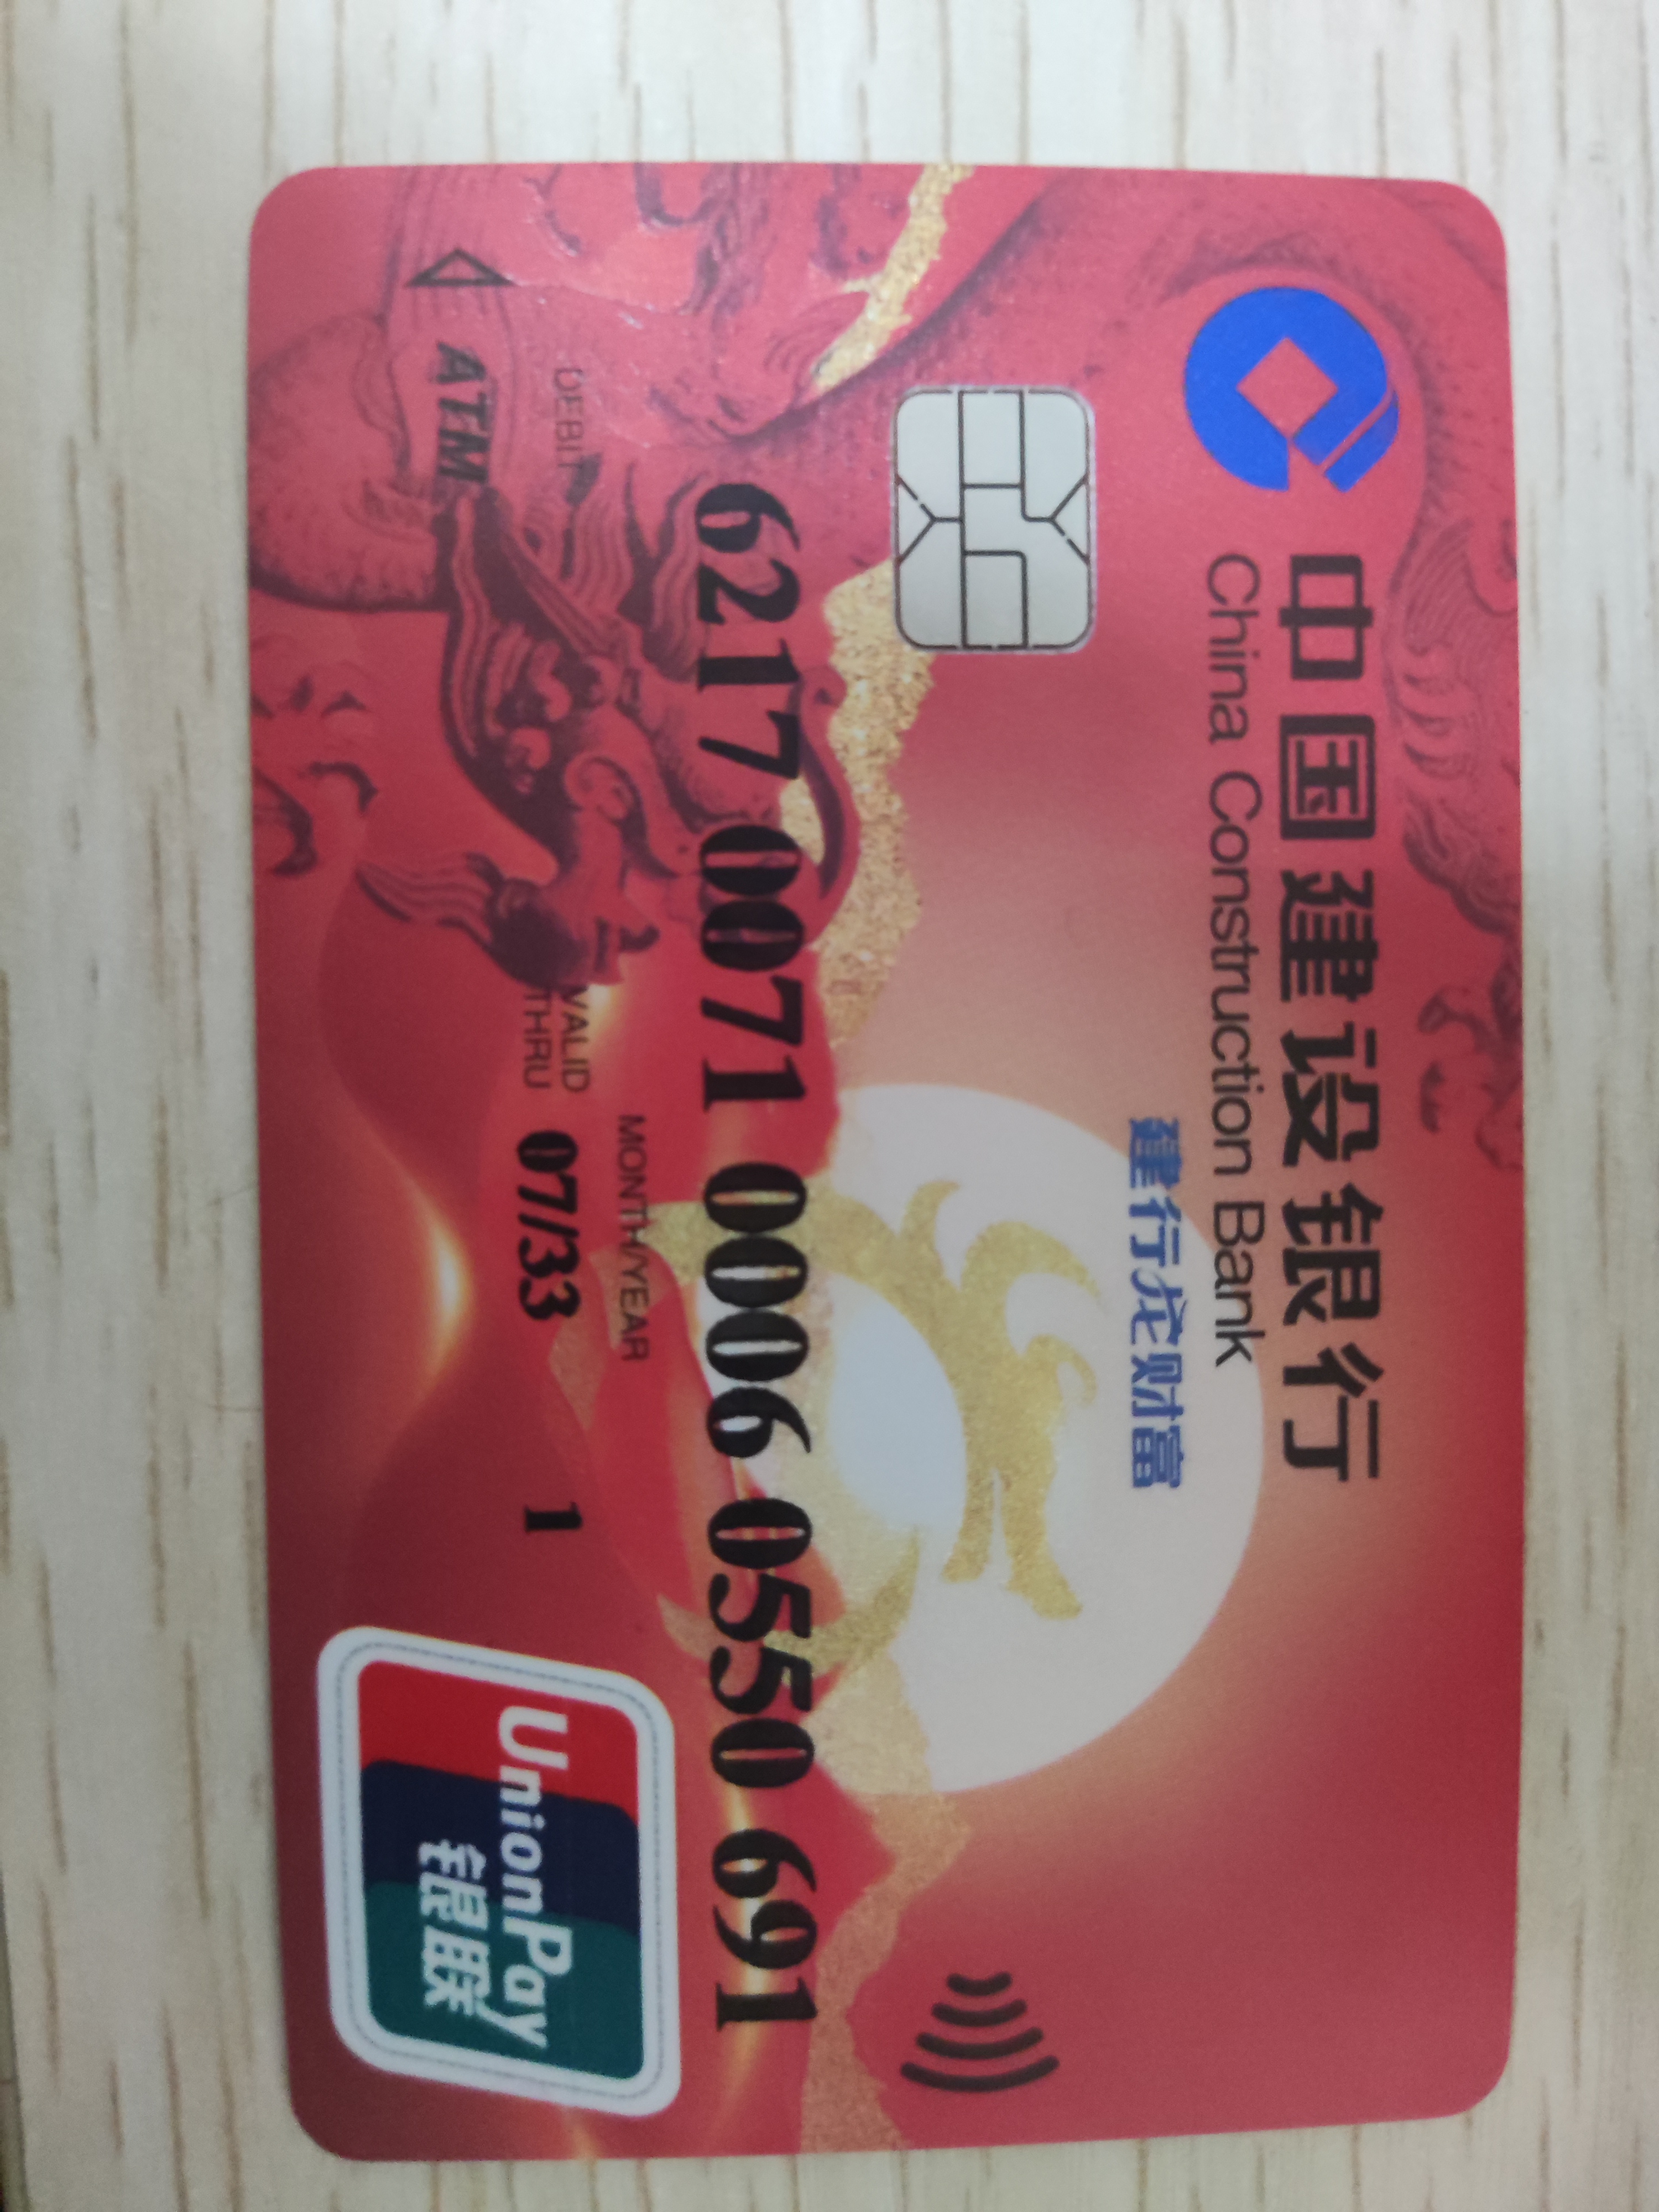 中国建设银行
China Construction Bank
建行龙财富
6217 0071 0006 0550 691
MONTH/YEAR
DEBIT
VALID THRU 07/33 1
ATM
UnionPay
银联